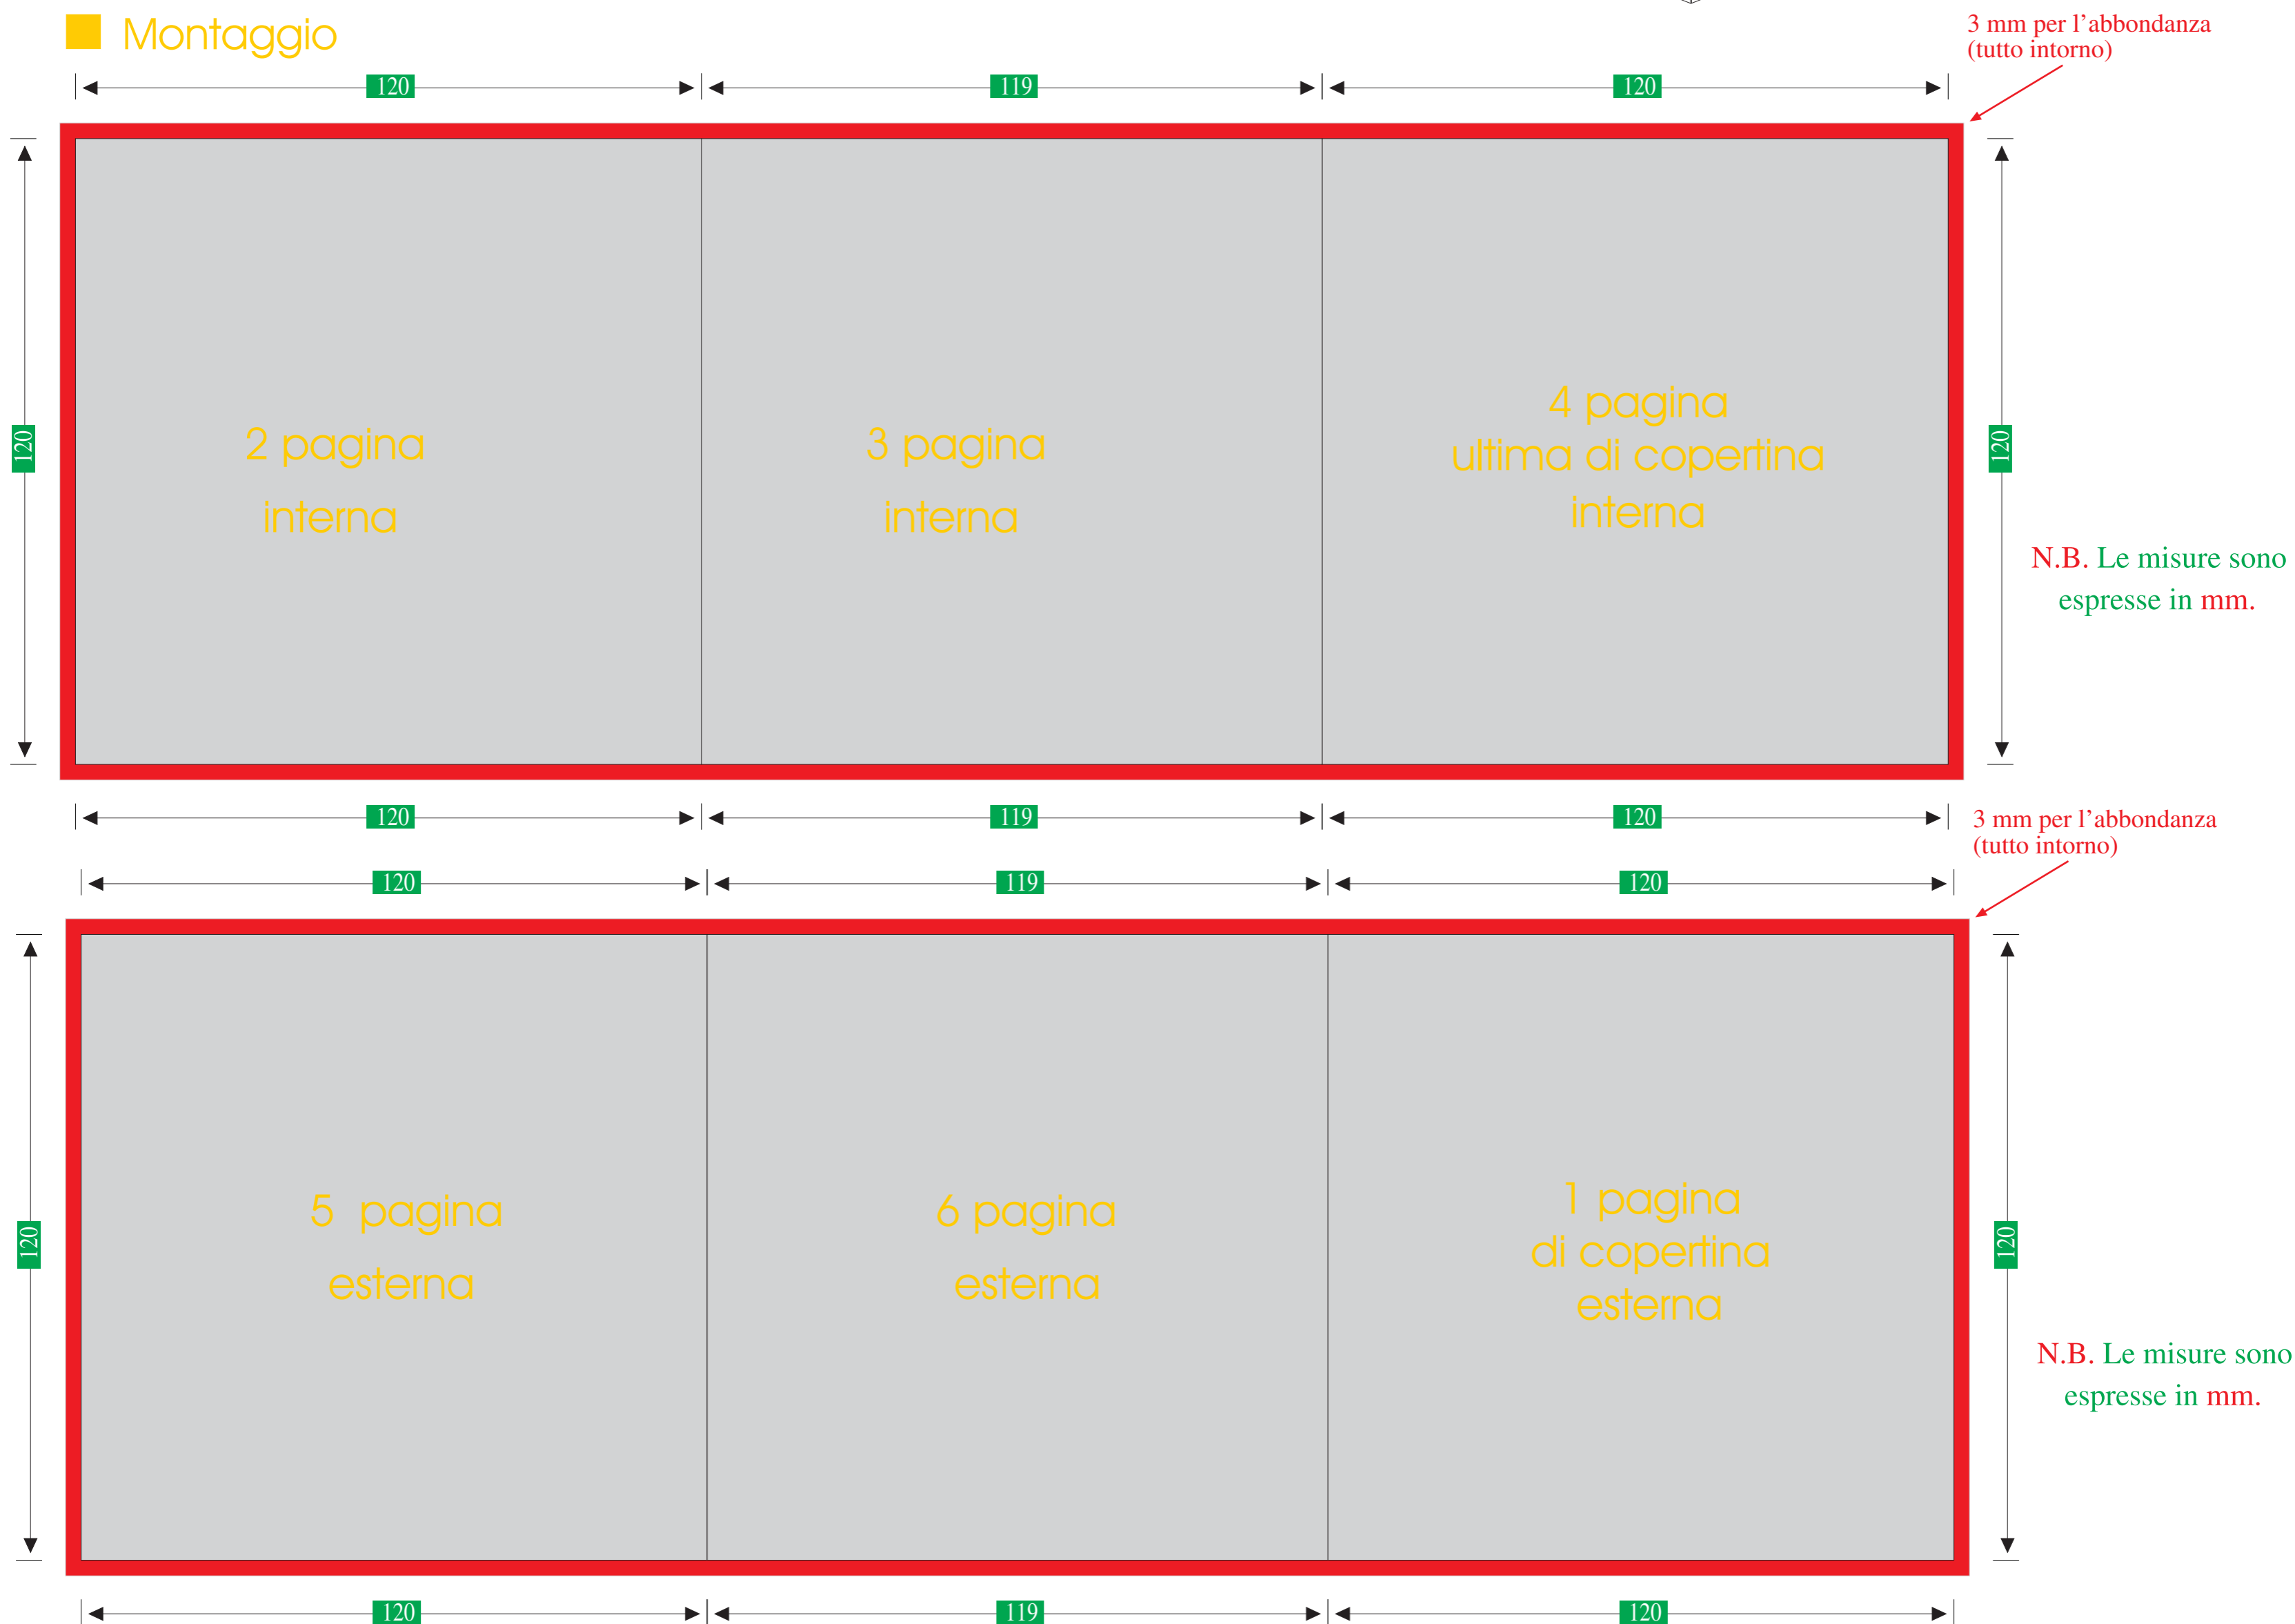 Montaggio
3 mm per l’abbondanza
(tutto intorno)
120
119
120
120
120
2 pagina
interna
3 pagina
interna
4 pagina
ultima di copertina
interna
N.B. Le misure sono
espresse in mm.
120
119
120
3 mm per l’abbondanza
(tutto intorno)
120
119
120
120
120
5 pagina
esterna
6 pagina
esterna
1 pagina
di copertina
esterna
N.B. Le misure sono
espresse in mm.
120
119
120